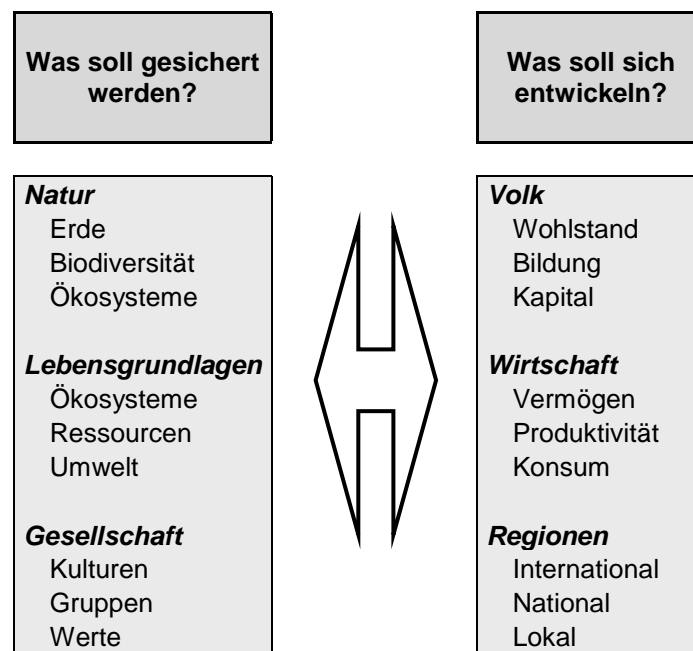 Was soll gesichert
werden?
Was soll sich
entwickeln?
Natur
Erde
Biodiversität
Ökosysteme
Lebensgrundlagen
Ökosysteme
Ressourcen
Umwelt
Gesellschaft
Kulturen
Gruppen
Werte
Volk
Wohlstand
Bildung
Kapital
Wirtschaft
Vermögen
Produktivität
Konsum
Regionen
International
National
Lokal